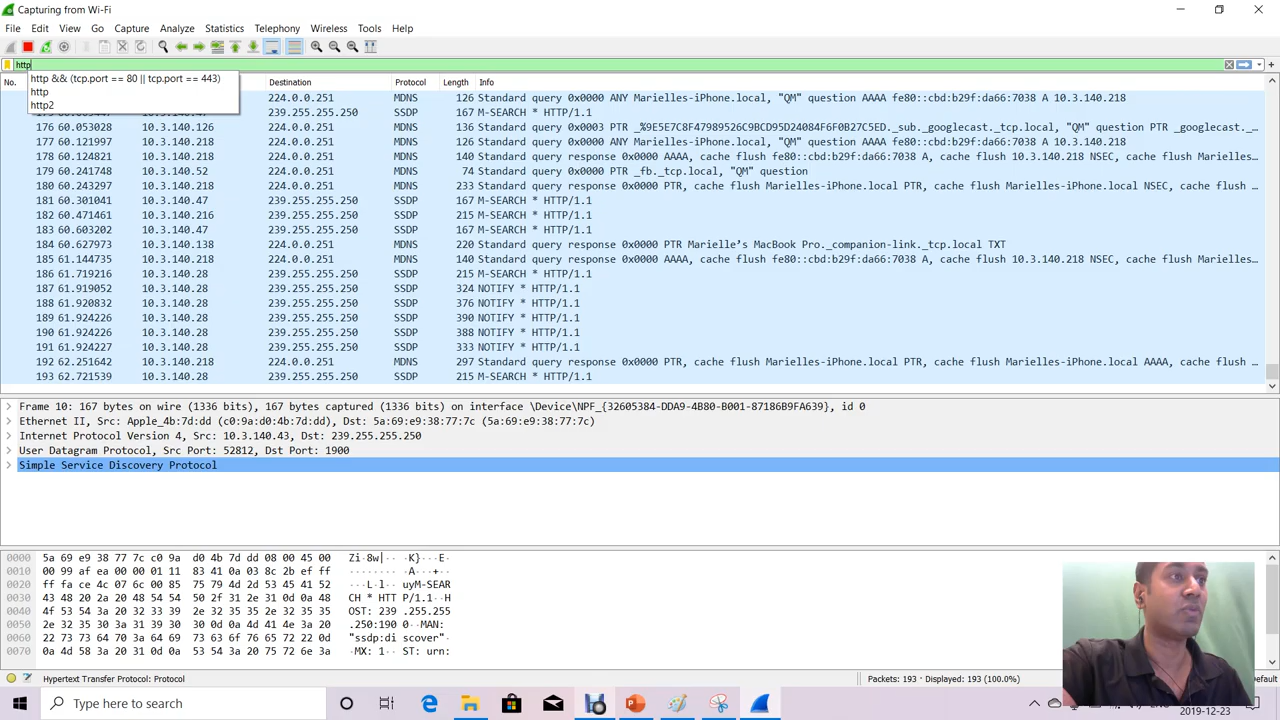 Capturing from Wi-Fi
File Edit View Go Capture Analyze Statistics Telephony Wireless Tools Help
http
http && (tcp.port == 80 || tcp.port == 443)
http
http2
No. Destination Protocol Length Info
224.0.0.251 MDNS 126 Standard query 0x0000 ANY Marielles-iPhone.local, "QM" question AAAA fe80::cbd:b29f:da66:7038 A 10.3.140.218
239.255.255.250 SSDP 167 M-SEARCH * HTTP/1.1
176 60.053028 10.3.140.126 224.0.0.251 MDNS 136 Standard query 0x0003 PTR _%9E5E7C8F47989526C9BCD95D24084F6F0B27C5ED._sub._googlecast._tcp.local, "QM" question PTR _googlecast._…
177 60.121997 10.3.140.218 224.0.0.251 MDNS 126 Standard query 0x0000 ANY Marielles-iPhone.local, "QM" question AAAA fe80::cbd:b29f:da66:7038 A 10.3.140.218
178 60.124821 10.3.140.218 224.0.0.251 MDNS 140 Standard query response 0x0000 AAAA, cache flush fe80::cbd:b29f:da66:7038 A, cache flush 10.3.140.218 NSEC, cache flush Marielles…
179 60.241748 10.3.140.52 224.0.0.251 MDNS 74 Standard query 0x0000 PTR _fb._tcp.local, "QM" question
180 60.243297 10.3.140.218 224.0.0.251 MDNS 233 Standard query response 0x0000 PTR, cache flush Marielles-iPhone.local PTR, cache flush Marielles-iPhone.local NSEC, cache flush …
181 60.301041 10.3.140.47 239.255.255.250 SSDP 167 M-SEARCH * HTTP/1.1
182 60.471461 10.3.140.216 239.255.255.250 SSDP 215 M-SEARCH * HTTP/1.1
183 60.603202 10.3.140.47 239.255.255.250 SSDP 167 M-SEARCH * HTTP/1.1
184 60.627973 10.3.140.138 224.0.0.251 MDNS 220 Standard query response 0x0000 PTR Marielle’s MacBook Pro._companion-link._tcp.local TXT
185 61.144735 10.3.140.218 224.0.0.251 MDNS 140 Standard query response 0x0000 AAAA, cache flush fe80::cbd:b29f:da66:7038 A, cache flush 10.3.140.218 NSEC, cache flush Marielles…
186 61.719216 10.3.140.28 239.255.255.250 SSDP 215 M-SEARCH * HTTP/1.1
187 61.919052 10.3.140.28 239.255.255.250 SSDP 324 NOTIFY * HTTP/1.1
188 61.920832 10.3.140.28 239.255.255.250 SSDP 376 NOTIFY * HTTP/1.1
189 61.924226 10.3.140.28 239.255.255.250 SSDP 390 NOTIFY * HTTP/1.1
190 61.924226 10.3.140.28 239.255.255.250 SSDP 388 NOTIFY * HTTP/1.1
191 61.924227 10.3.140.28 239.255.255.250 SSDP 333 NOTIFY * HTTP/1.1
192 62.251642 10.3.140.218 224.0.0.251 MDNS 297 Standard query response 0x0000 PTR, cache flush Marielles-iPhone.local PTR, cache flush Marielles-iPhone.local AAAA, cache flush …
193 62.721539 10.3.140.28 239.255.255.250 SSDP 215 M-SEARCH * HTTP/1.1
Frame 10: 167 bytes on wire (1336 bits), 167 bytes captured (1336 bits) on interface \Device\NPF_{32605384-DDA9-4B80-B001-87186B9FA639}, id 0
Ethernet II, Src: Apple_4b:7d:dd (c0:9a:d0:4b:7d:dd), Dst: 5a:69:e9:38:77:7c (5a:69:e9:38:77:7c)
Internet Protocol Version 4, Src: 10.3.140.43, Dst: 239.255.255.250
User Datagram Protocol, Src Port: 52812, Dst Port: 1900
Simple Service Discovery Protocol
0000 5a 69 e9 38 77 7c c0 9a d0 4b 7d dd 08 00 45 00 Zi·8w|·· ·K}···E·
0010 00 99 af ea 00 00 01 11 83 41 0a 03 8c 2b ef ff ········ ·A···+··
0020 ff fa ce 4c 07 6c 00 85 75 79 4d 2d 53 45 41 52 ···L·l·· uyM-SEAR
0030 43 48 20 2a 20 48 54 54 50 2f 31 2e 31 0d 0a 48 CH * HTT P/1.1··H
0040 4f 53 54 3a 20 32 33 39 2e 32 35 35 2e 32 35 35 OST: 239 .255.255
0050 2e 32 35 30 3a 31 39 30 30 0d 0a 4d 41 4e 3a 20 .250:190 0··MAN:
0060 22 73 73 64 70 3a 64 69 73 63 6f 76 65 72 22 0d "ssdp:di scover"·
0070 0a 4d 58 3a 20 31 0d 0a 53 54 3a 20 75 72 6e 3a ·MX: 1·· ST: urn:
Hypertext Transfer Protocol: Protocol Packets: 193 · Displayed: 193 (100.0%) Default
Type here to search
2019-12-23